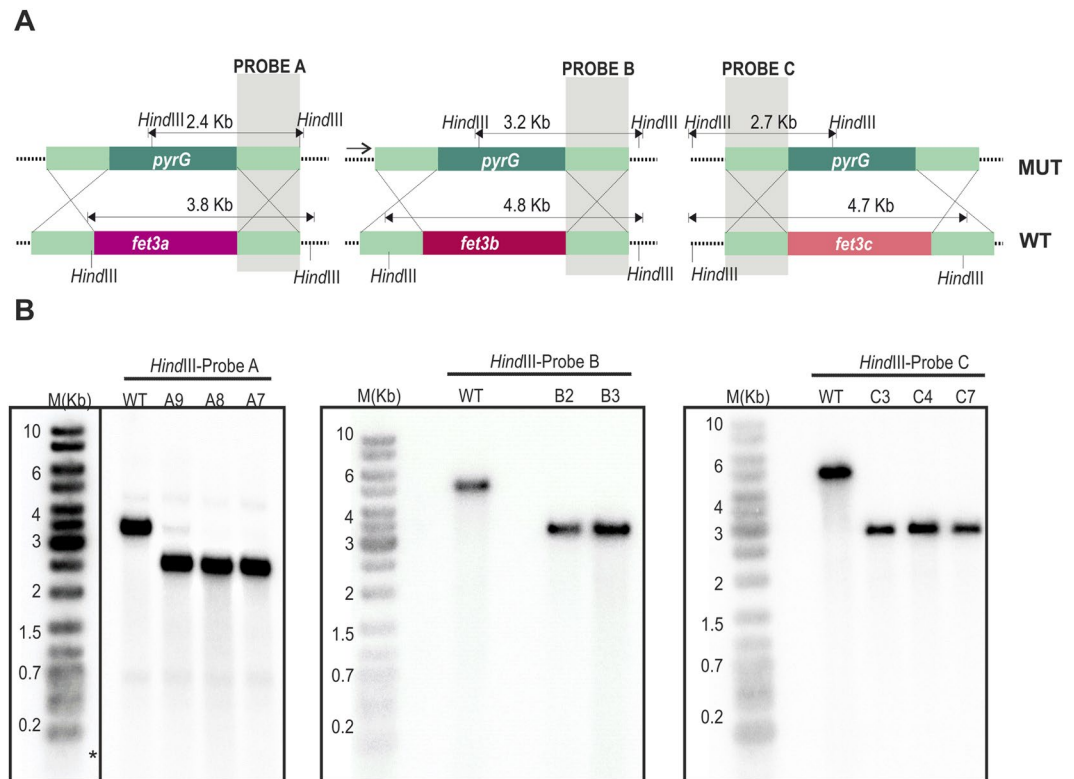 A
PROBE A PROBE B PROBE C
HindIII 2.4 Kb HindIII HindIII 3.2 Kb HindIII HindIII 2.7 Kb HindIII
pyrG pyrG pyrG MUT
3.8 Kb 4.8 Kb 4.7 Kb
fet3a fet3b fet3c WT
HindIII HindIII HindIII HindIII HindIII HindIII
B
HindIII-Probe A
M(Kb) WT A9 A8 A7
10
6
4
3
2
1.5
0.7
0.2
*
HindIII-Probe B
M(Kb) WT B2 B3
10
6
4
3
2
1.5
0.7
0.2
HindIII-Probe C
M(Kb) WT C3 C4 C7
10
6
4
3
2
1.5
0.7
0.2